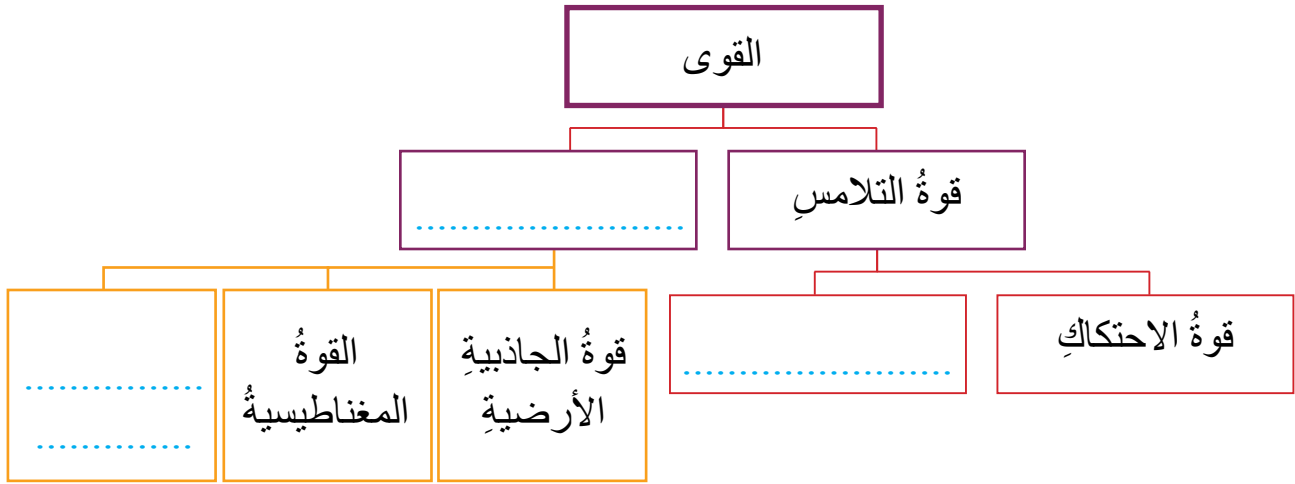 القوى
قوةُ التلامسِ
........................
قوةُ الاحتكاكِ
........................
قوةُ الجاذبيةِ
الأرضيةِ
القوةُ
المغناطيسيةُ
................
..............